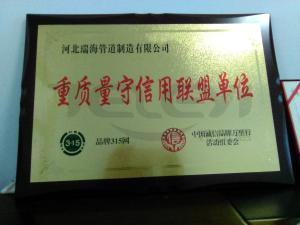 河北瑞海管道制造有限公司
重质量守信用联盟单位
315
信
品牌315网
中国诚信品牌万里行
活动组委会